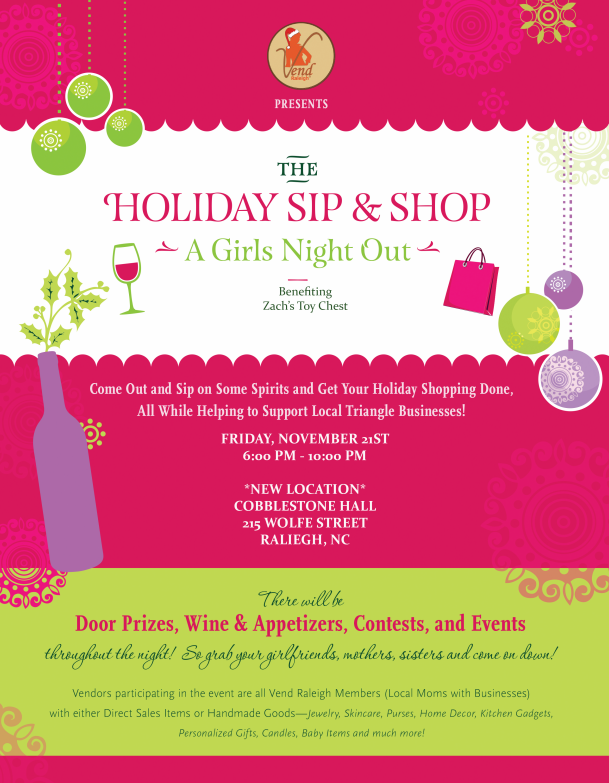 Vend
Raleigh
PRESENTS
THE
HOLIDAY SIP & SHOP
A Girls Night Out
Benefiting
Zach's Toy Chest
Come Out and Sip on Some Spirits and Get Your Holiday Shopping Done,
All While Helping to Support Local Triangle Businesses!
FRIDAY, NOVEMBER 21ST
6:00 PM - 10:00 PM
*NEW LOCATION*
COBBLESTONE HALL
215 WOLFE STREET
RALIEGH, NC
There will be
Door Prizes, Wine & Appetizers, Contests, and Events
throughout the night! So grab your girlfriends, mothers, sisters and come on down!
Vendors participating in the event are all Vend Raleigh Members (Local Moms with Businesses)
with either Direct Sales Items or Handmade Goods—Jewelry, Skincare, Purses, Home Decor, Kitchen Gadgets,
Personalized Gifts, Candles, Baby Items and much more!